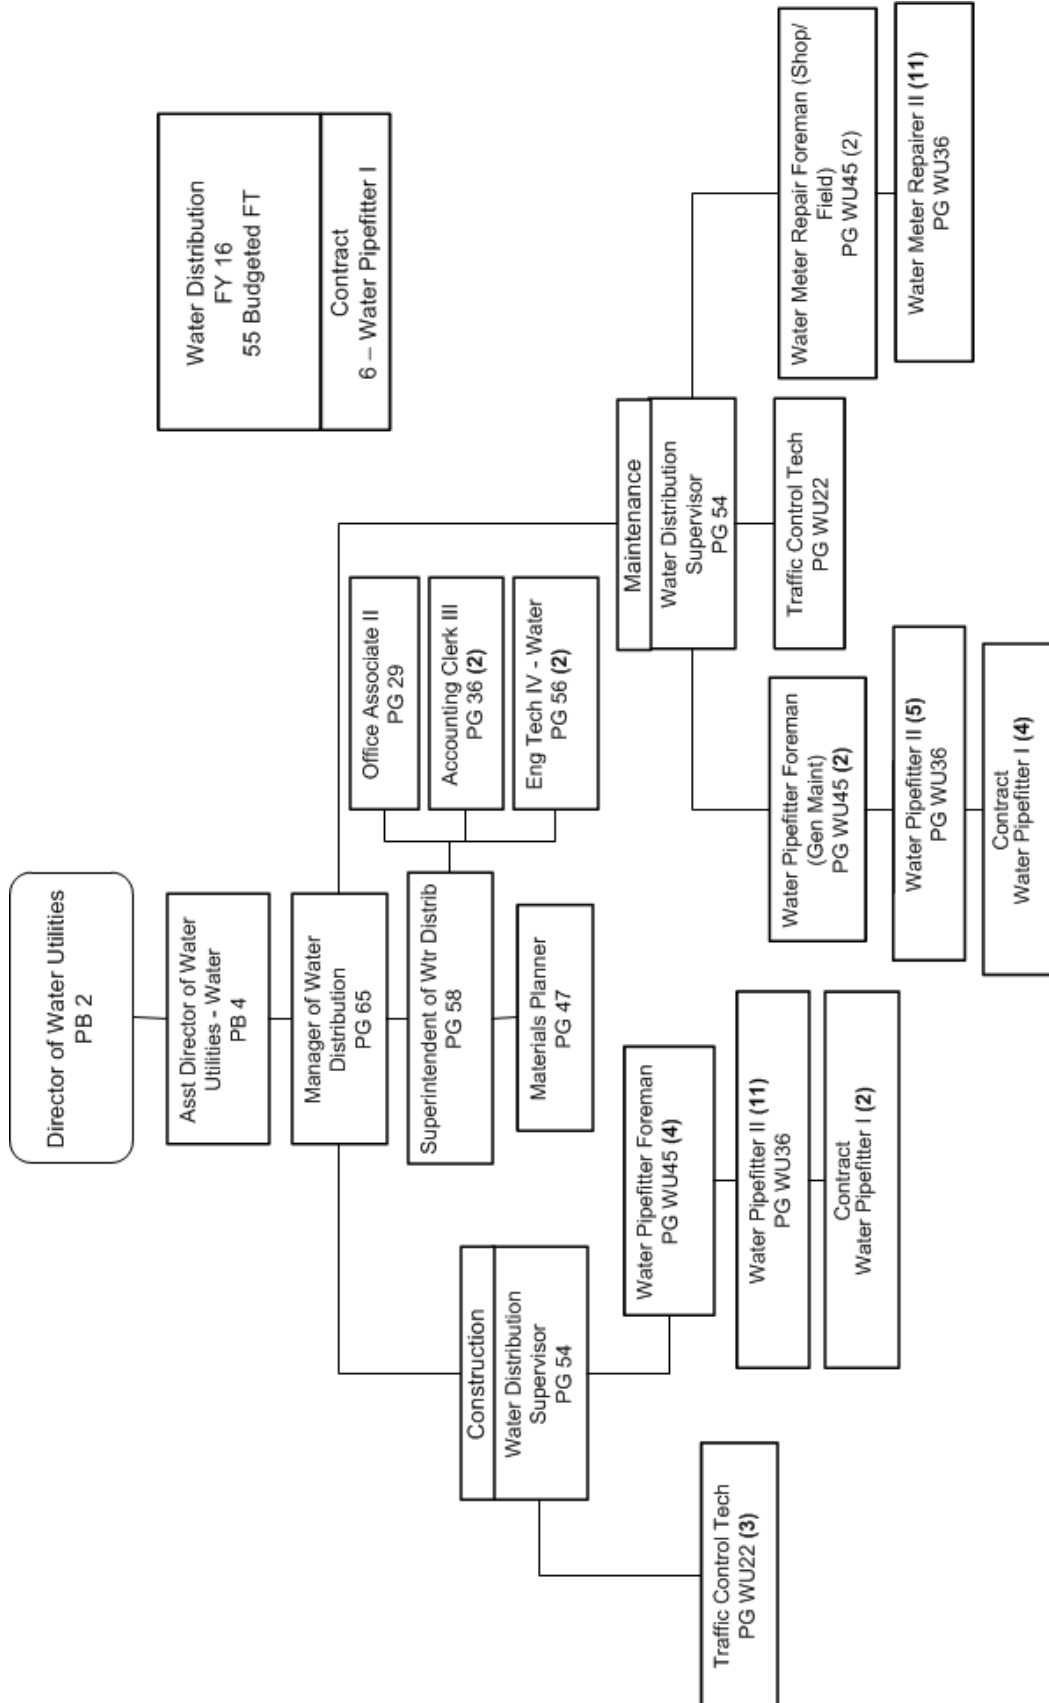 Director of Water Utilities
PB 2
Asst Director of Water
Utilities - Water
PB 4
Manager of Water
Distribution
PG 65
Superintendent of Wtr Distrib
PG 58
Materials Planner
PG 47
Office Associate II
PG 29
Accounting Clerk III
PG 36 (2)
Eng Tech IV - Water
PG 56 (2)
Water Distribution
FY 16
55 Budgeted FT
Contract
6 – Water Pipefitter I
Construction
Water Distribution
Supervisor
PG 54
Traffic Control Tech
PG WU22 (3)
Water Pipefitter Foreman
PG WU45 (4)
Water Pipefitter II (11)
PG WU36
Contract
Water Pipefitter I (2)
Maintenance
Water Distribution
Supervisor
PG 54
Water Pipefitter Foreman
(Gen Maint)
PG WU45 (2)
Water Pipefitter II (5)
PG WU36
Contract
Water Pipefitter I (4)
Traffic Control Tech
PG WU22
Water Meter Repair Foreman (Shop/
Field)
PG WU45 (2)
Water Meter Repairer II (11)
PG WU36